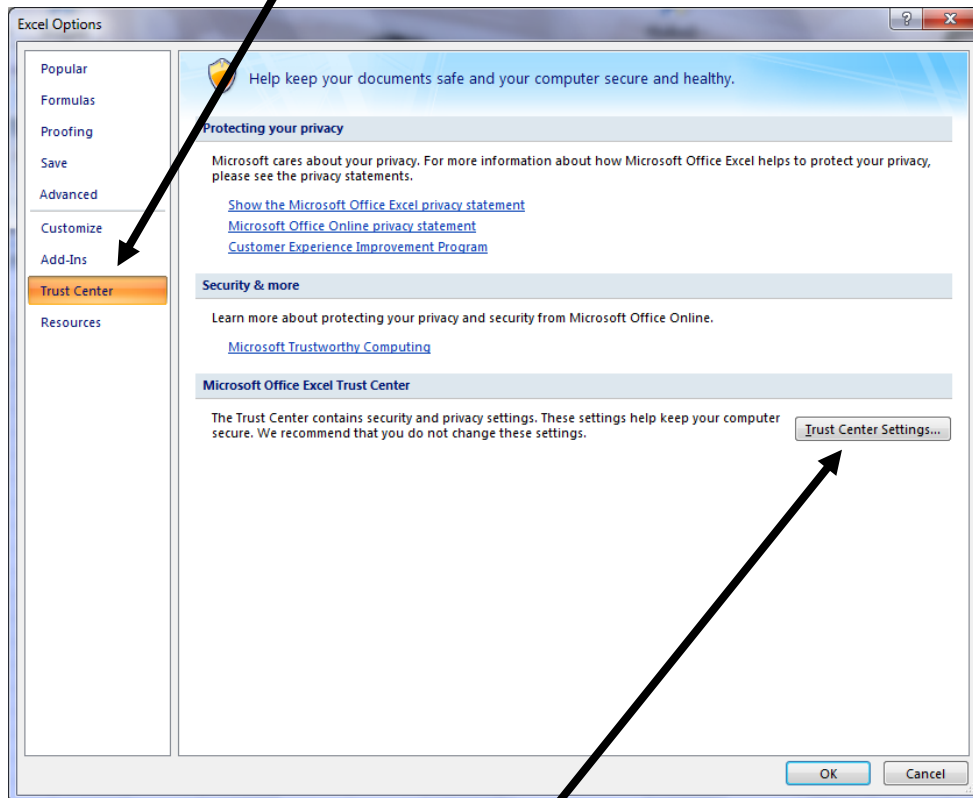 Excel Options
Popular
Formulas
Proofing
Save
Advanced
Customize
Add-Ins
Trust Center
Resources
Help keep your documents safe and your computer secure and healthy.
Protecting your privacy
Microsoft cares about your privacy. For more information about how Microsoft Office Excel helps to protect your privacy,
please see the privacy statements.
Show the Microsoft Office Excel privacy statement
Microsoft Office Online privacy statement
Customer Experience Improvement Program
Security & more
Learn more about protecting your privacy and security from Microsoft Office Online.
Microsoft Trustworthy Computing
Microsoft Office Excel Trust Center
The Trust Center contains security and privacy settings. These settings help keep your computer
secure. We recommend that you do not change these settings.
Trust Center Settings...
OK
Cancel